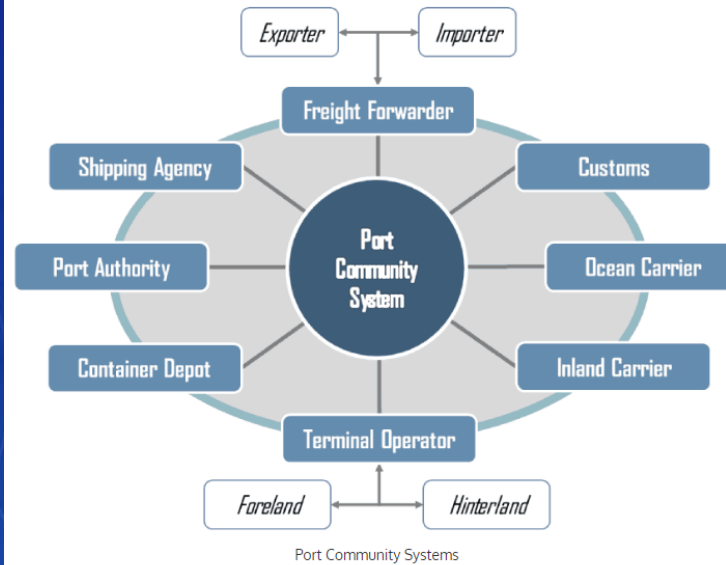 Exporter
Importer
Freight Forwarder
Shipping Agency
Customs
Port
Community
System
Port Authority
Ocean Carrier
Container Depot
Inland Carrier
Terminal Operator
Foreland
Hinterland
Port Community Systems